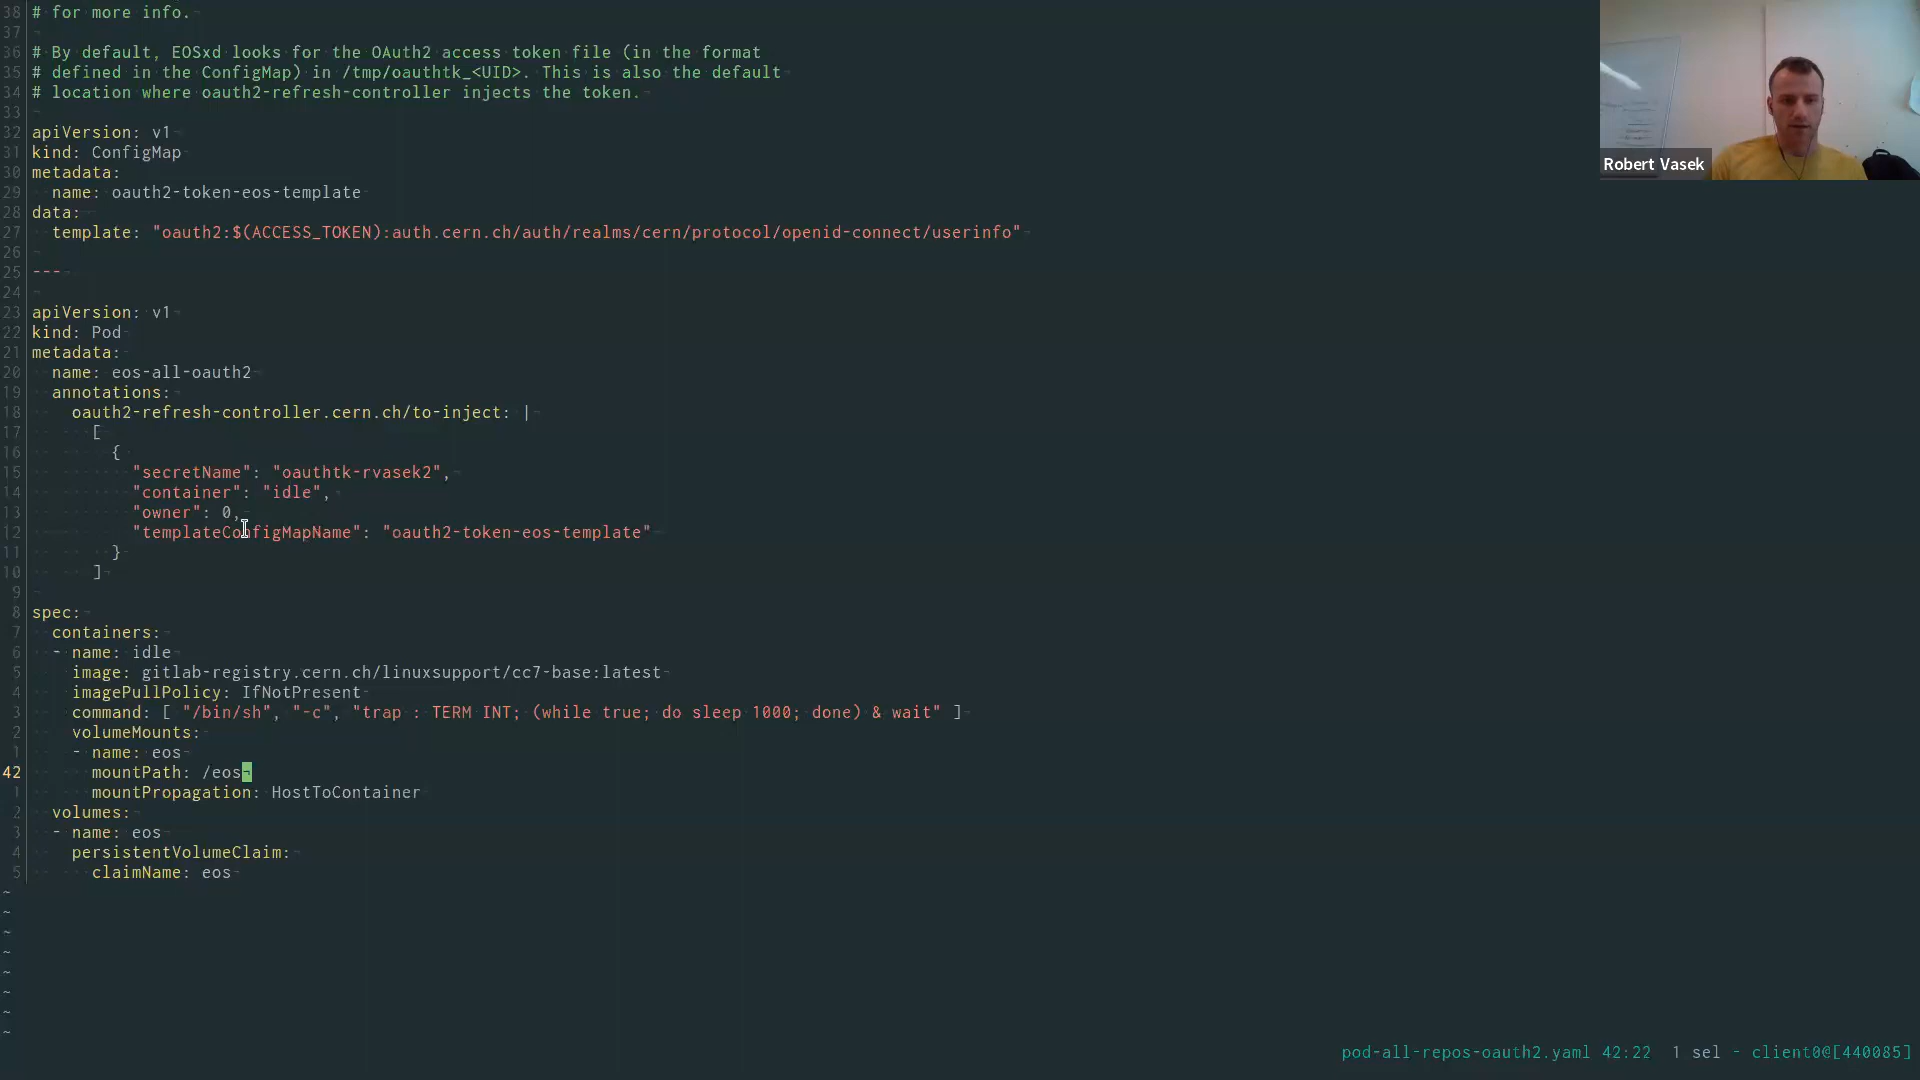 38 # for more info.
37
36 # By default, EOSxd looks for the OAuth2 access token file (in the format
35 # defined in the ConfigMap) in /tmp/oauthtk_<UID>. This is also the default
34 # location where oauth2-refresh-controller injects the token.
33
32 apiVersion: v1
31 kind: ConfigMap
30 metadata:
29   name: oauth2-token-eos-template
28 data:
27   template: "oauth2:$(ACCESS_TOKEN):auth.cern.ch/auth/realms/cern/protocol/openid-connect/userinfo"
26
25 ---
24
23 apiVersion: v1
22 kind: Pod
21 metadata:
20   name: eos-all-oauth2
19   annotations:
18     oauth2-refresh-controller.cern.ch/to-inject: |
17       [
16         {
15           "secretName": "oauthtk-rvasek2",
14           "container": "idle",
13           "owner": 0,
12           "templateConfigMapName": "oauth2-token-eos-template"
11         }
10       ]
9
8 spec:
7   containers:
6   - name: idle
5     image: gitlab-registry.cern.ch/linuxsupport/cc7-base:latest
4     imagePullPolicy: IfNotPresent
3     command: [ "/bin/sh", "-c", "trap : TERM INT; (while true; do sleep 1000; done) & wait" ]
2     volumeMounts:
1     - name: eos
42       mountPath: /eos
1       mountPropagation: HostToContainer
2   volumes:
3   - name: eos
4     persistentVolumeClaim:
5       claimName: eos
~
~
~
~
~
~
~
~
pod-all-repos-oauth2.yaml 42:22 1 sel - client0@[440085]
Robert Vasek